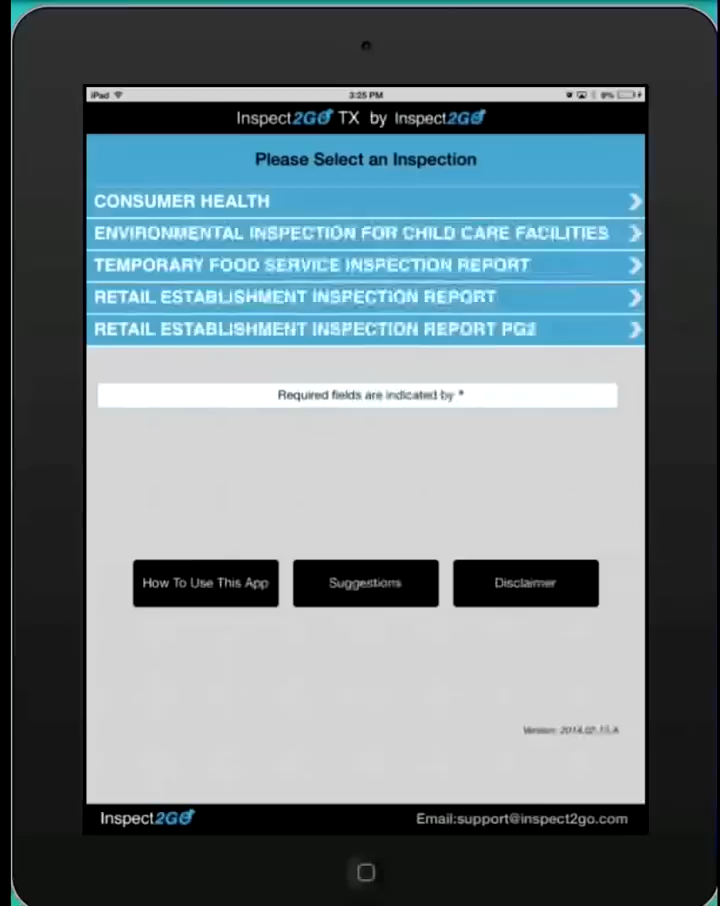 iPad 3:25 PM
Inspect2GO TX by Inspect2GO
Please Select an Inspection
CONSUMER HEALTH
ENVIRONMENTAL INSPECTION FOR CHILD CARE FACILITIES
TEMPORARY FOOD SERVICE INSPECTION REPORT
RETAIL ESTABLISHMENT INSPECTION REPORT
RETAIL ESTABLISHMENT INSPECTION REPORT PG2
Required fields are indicated by *
How To Use This App Suggestions Disclaimer
Version:
Inspect2GO Email:support@inspect2go.com